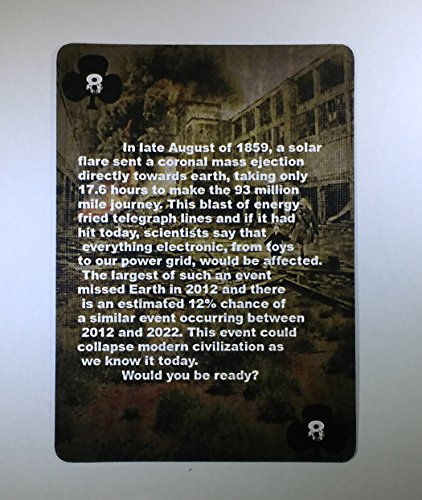 8
In late August of 1859, a solar
flare sent a coronal mass ejection
directly towards earth, taking only
17.6 hours to make the 93 million
mile journey. This blast of energy
fried telegraph lines and if it had
hit today, scientists say that
everything electronic, from toys
to our power grid, would be affected.
The largest of such an event
missed Earth in 2012 and there
is an estimated 12% chance of
a similar event occurring between
2012 and 2022. This event could
collapse modern civilization as
we know it today.
Would you be ready?
8